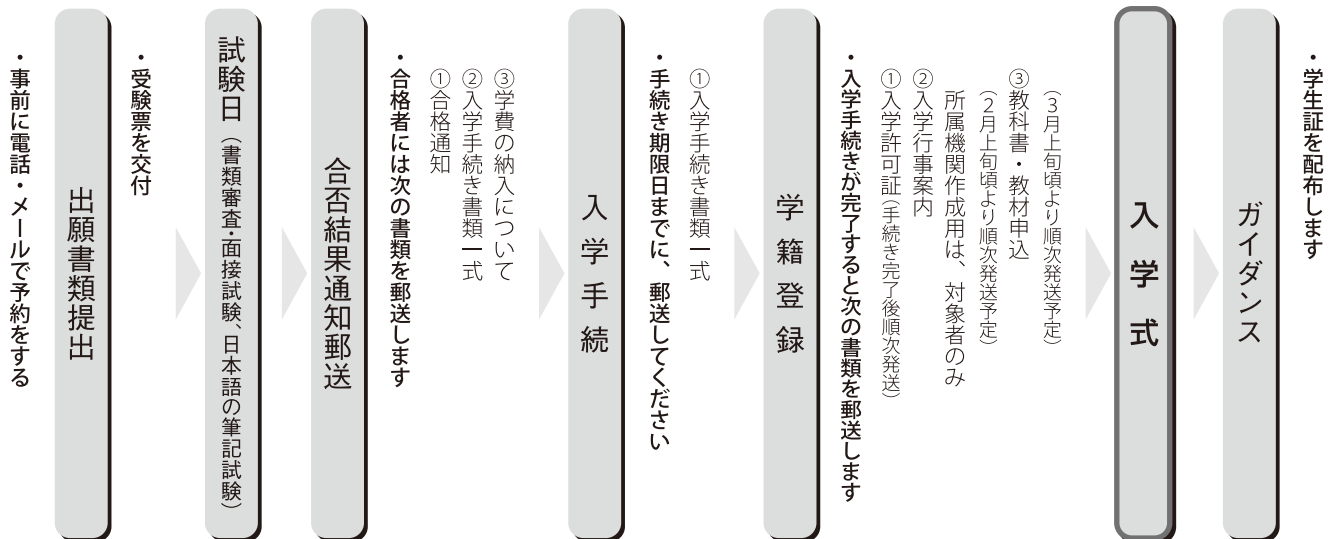 ・事前に電話・メールで予約をする
出願書類提出
・受験票を交付
試験日（書類審査・面接試験、日本語の筆記試験）
合否結果通知郵送
・合格者には次の書類を郵送します
①合格通知
②入学手続き書類一式
③学費の納入について
入学手続
・手続き期限日までに、郵送してください
①入学手続き書類一式
学籍登録
・入学手続きが完了すると次の書類を郵送します
①入学許可証（手続き完了後順次発送）
②入学行事案内
所属機関作成用は、対象者のみ
（2月上旬頃より順次発送予定）
③教科書・教材申込
（3月上旬頃より順次発送予定）
入学式
ガイダンス
・学生証を配布します